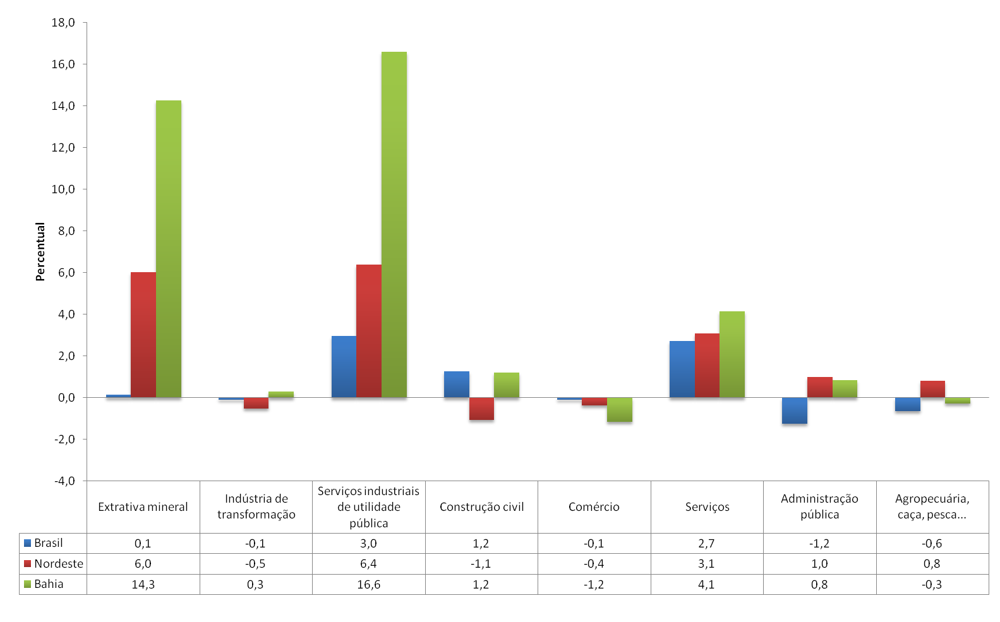 18,0
16,0
14,0
12,0
10,0
8,0
6,0
4,0
2,0
0,0
-2,0
-4,0
Percentual
Extrativa mineral
Indústria de
transformação
Serviços industriais
de utilidade
pública
Construção civil
Comércio
Serviços
Administração
pública
Agropecuária,
caça, pesca...
Brasil 0,1 -0,1 3,0 1,2 -0,1 2,7 -1,2 -0,6
Nordeste 6,0 -0,5 6,4 -1,1 -0,4 3,1 1,0 0,8
Bahia 14,3 0,3 16,6 1,2 -1,2 4,1 0,8 -0,3